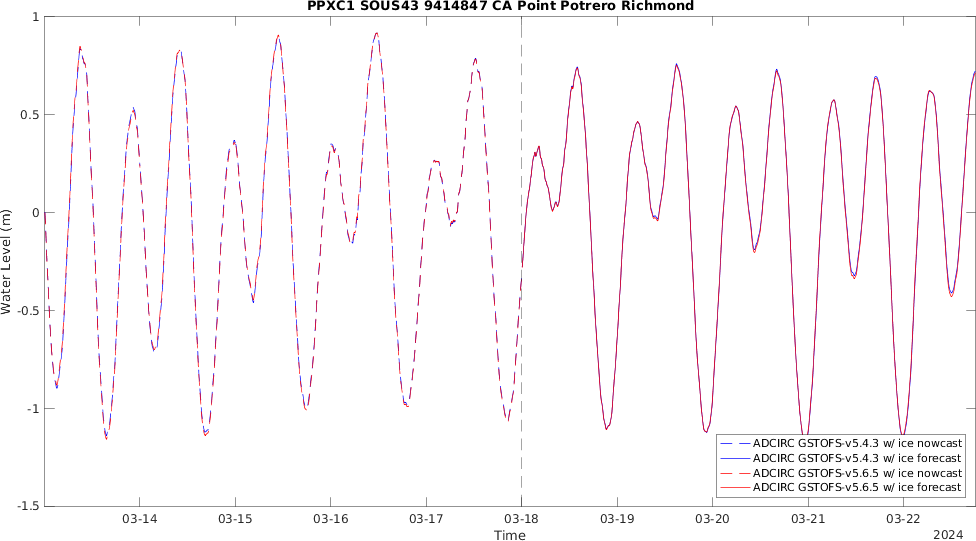 PPXC1 SOUS43 9414847 CA Point Potrero Richmond
1
0.5
0
-0.5
-1
-1.5
Water Level (m)
ADCIRC GSTOFS-v5.4.3 w/ ice nowcast
ADCIRC GSTOFS-v5.4.3 w/ ice forecast
ADCIRC GSTOFS-v5.6.5 w/ ice nowcast
ADCIRC GSTOFS-v5.6.5 w/ ice forecast
03-14 03-15 03-16 03-17 03-18 03-19 03-20 03-21 03-22
Time
2024